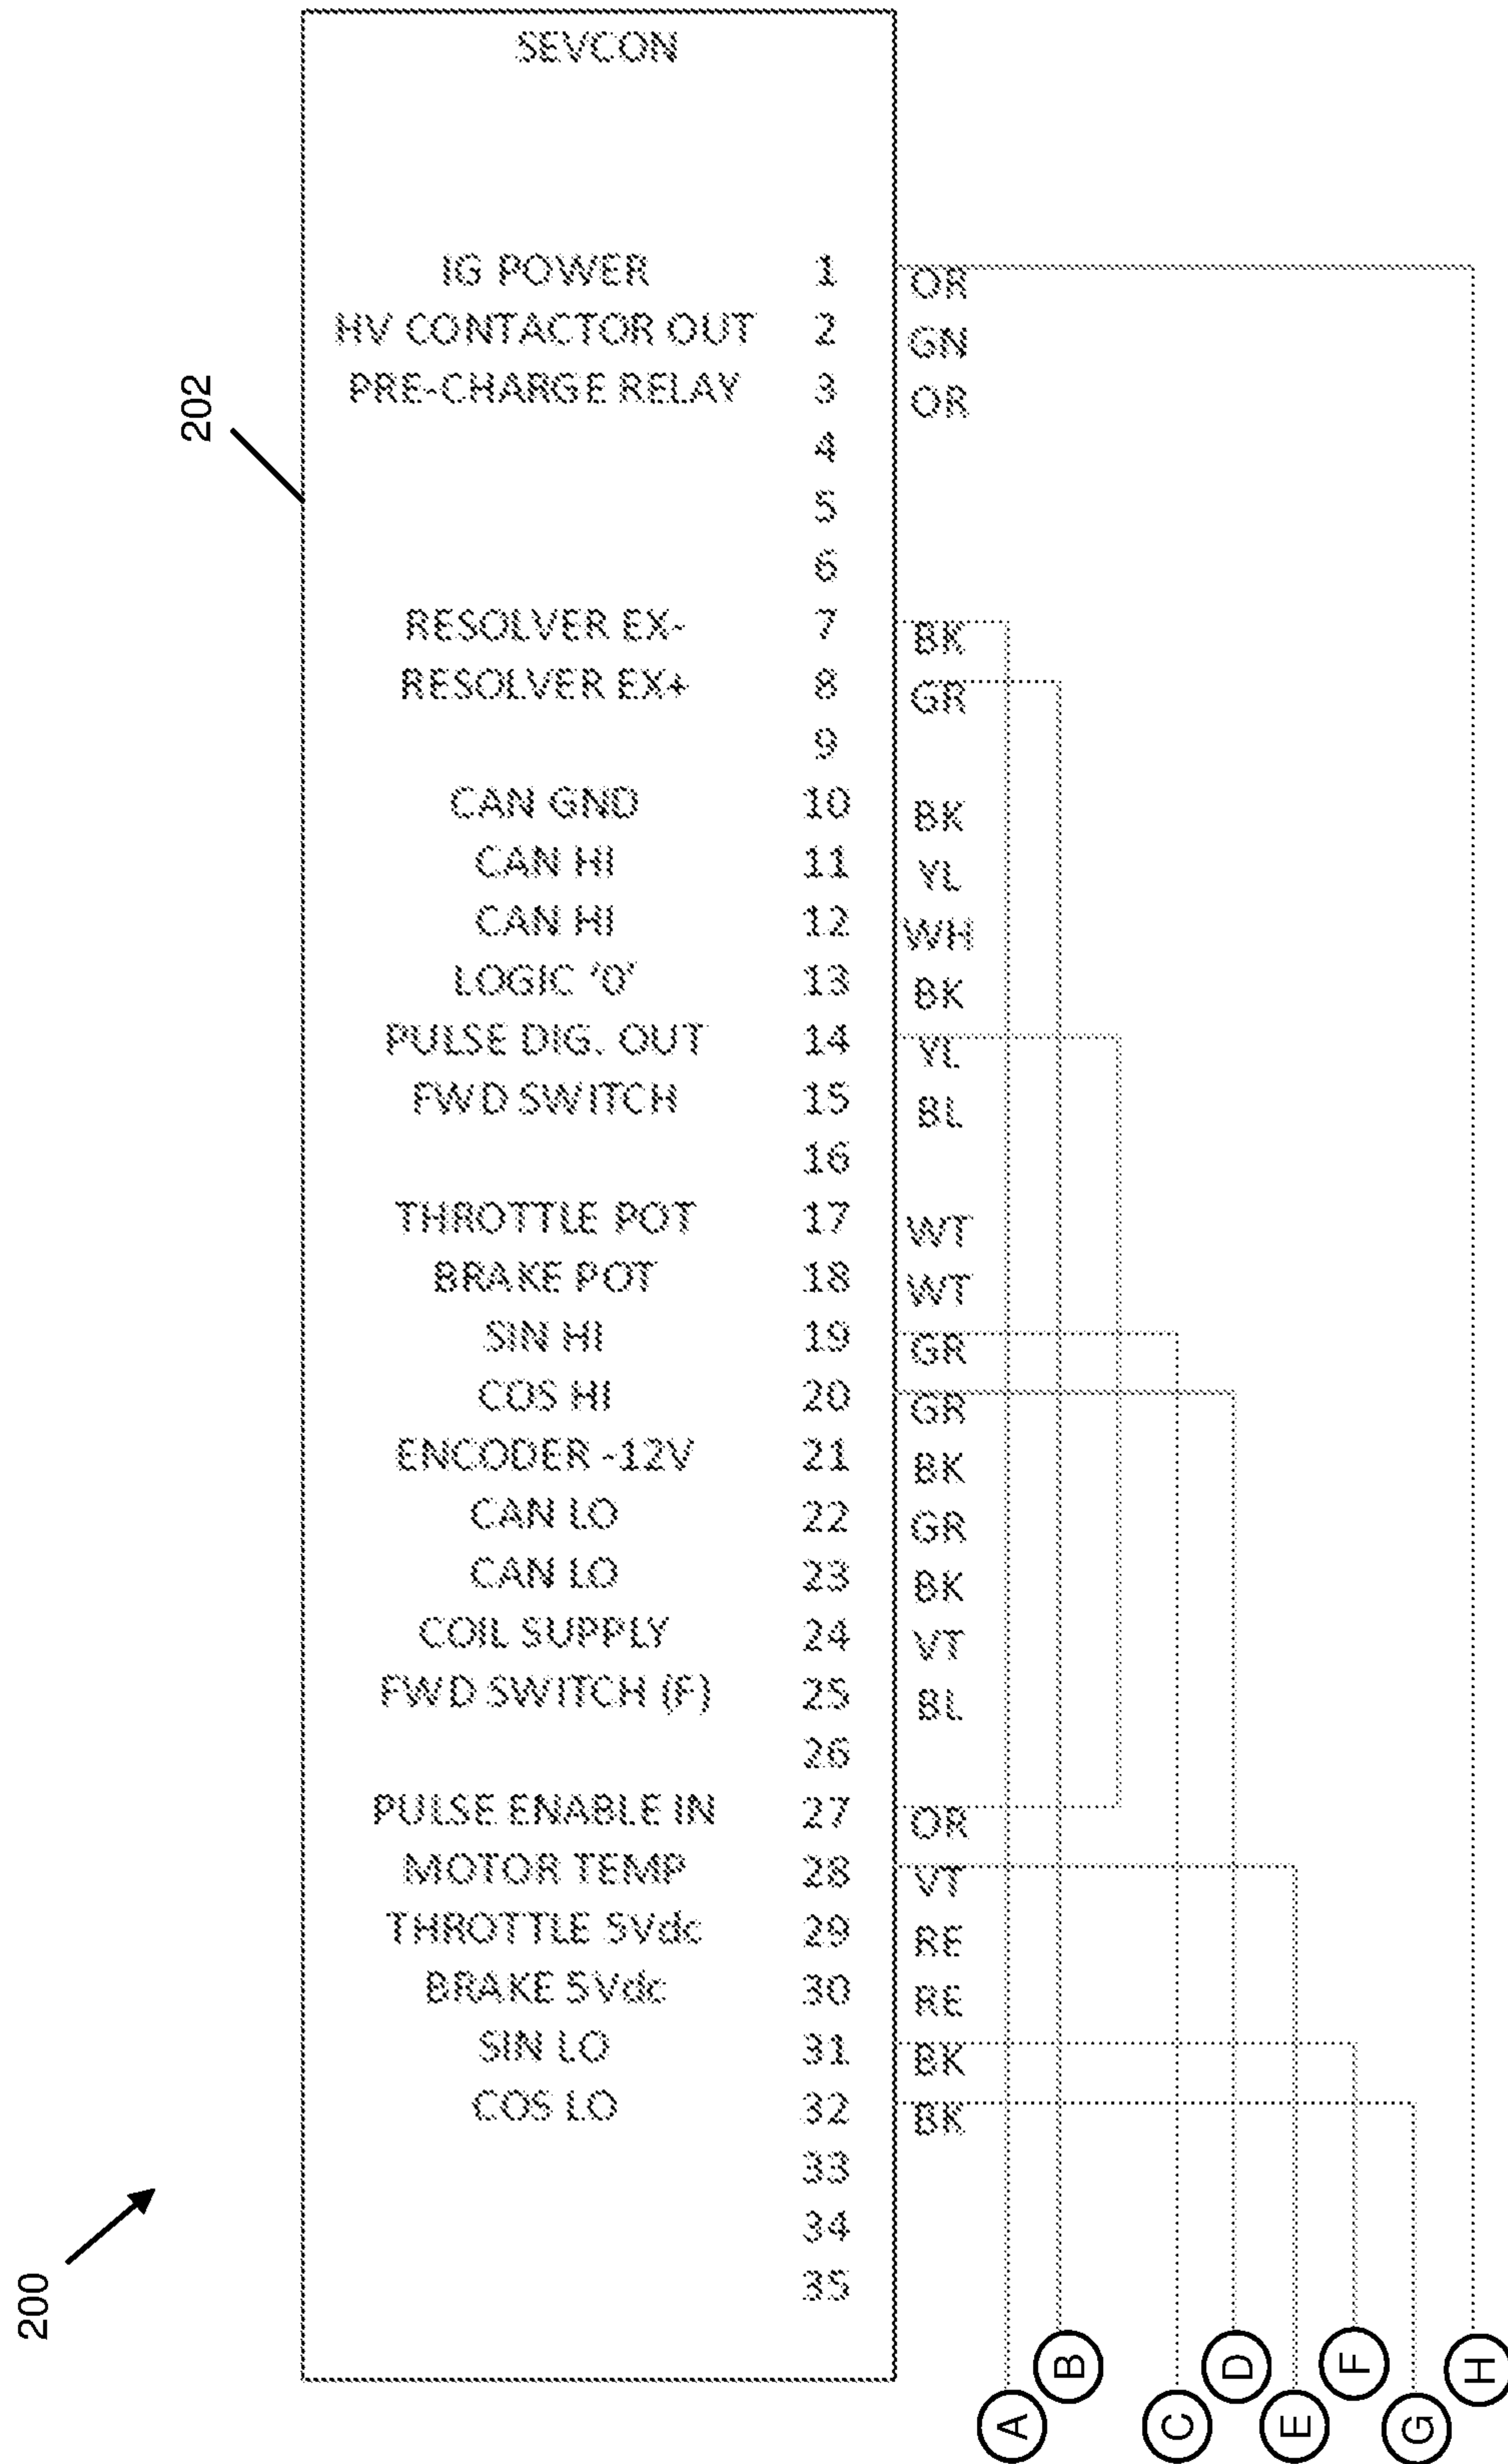 SEVCON
202
IG POWER 1 OR
HV CONTACTOR OUT 2 GN
PRE-CHARGE RELAY 3 OR
4
5
6
RESOLVER EX- 7 BK
RESOLVER EX+ 8 GR
9
CAN GND 10 BK
CAN HI 11 YL
CAN HI 12 WH
LOGIC '0' 13 BK
PULSE DIG. OUT 14 YL
FWD SWITCH 15 BL
16
THROTTLE POT 17 WT
BRAKE POT 18 WT
SIN HI 19 GR
COS HI 20 GR
ENCODER -12V 21 BK
CAN LO 22 GR
CAN LO 23 BK
COIL SUPPLY 24 VT
FWD SWITCH (F) 25 BL
26
PULSE ENABLE IN 27 OR
MOTOR TEMP 28 VT
THROTTLE 5Vdc 29 RE
BRAKE 5Vdc 30 RE
SIN LO 31 BK
COS LO 32 BK
33
34
35
200
A
B
C
D
E
F
G
H